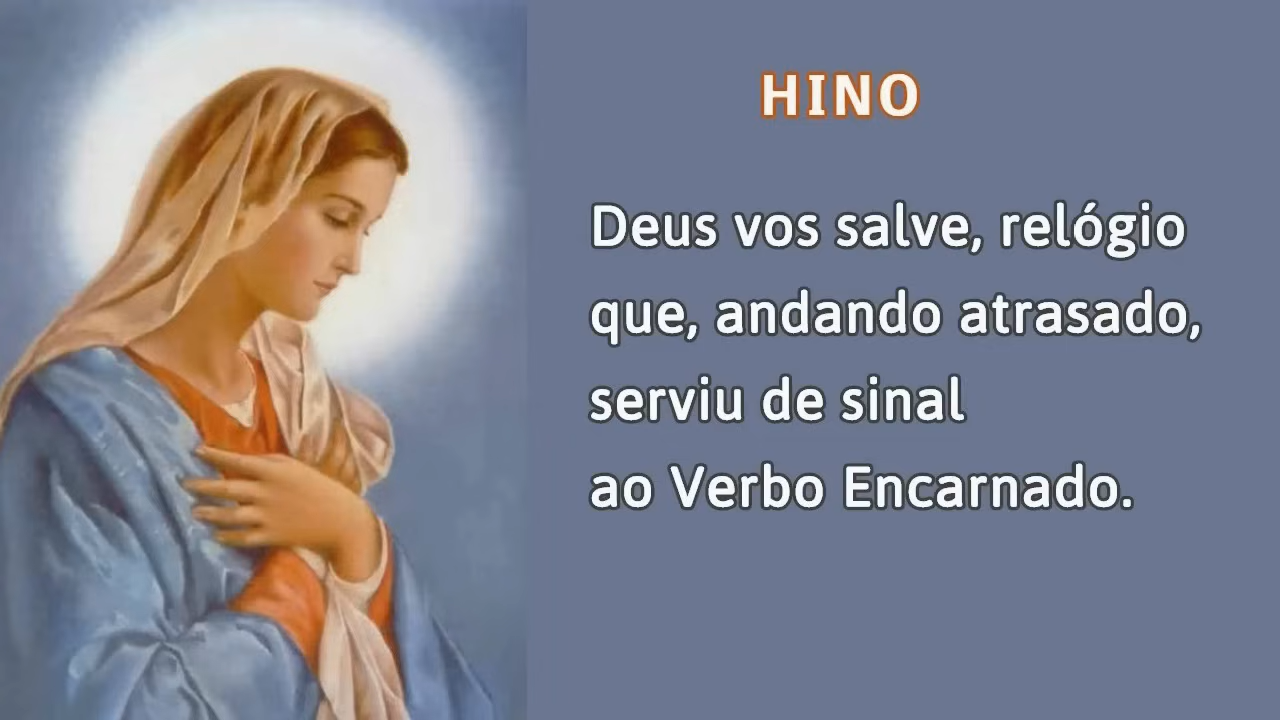 HINO
Deus vos salve, relógio
que, andando atrasado,
serviu de sinal
ao Verbo Encarnado.